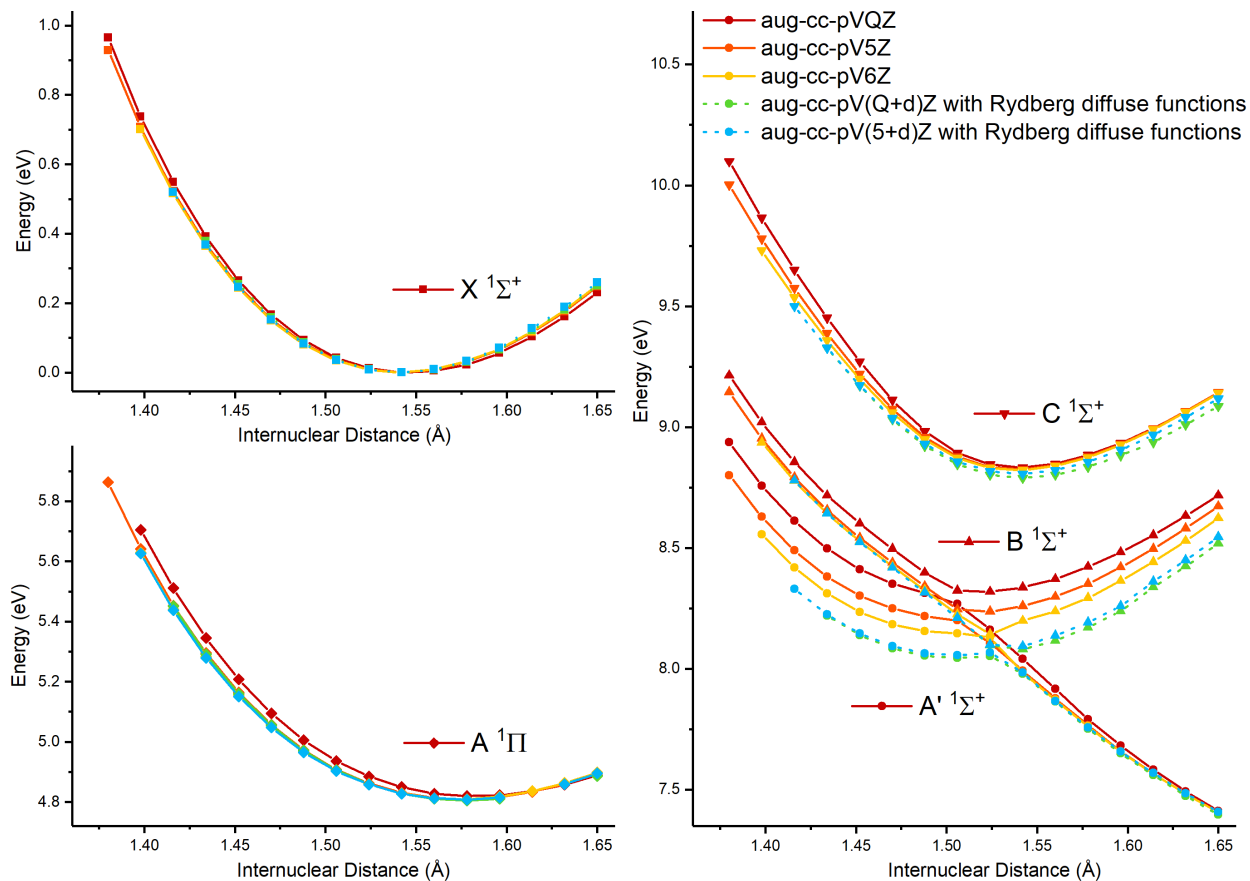 1.0
0.8
0.6
0.4
0.2
0.0
Energy (eV)
X ¹Σ⁺
1.40 1.45 1.50 1.55 1.60 1.65
Internuclear Distance (Å)
5.8
5.6
5.4
5.2
5.0
4.8
Energy (eV)
A ¹Π
1.40 1.45 1.50 1.55 1.60 1.65
Internuclear Distance (Å)
aug-cc-pVQZ
aug-cc-pV5Z
aug-cc-pV6Z
aug-cc-pV(Q+d)Z with Rydberg diffuse functions
aug-cc-pV(5+d)Z with Rydberg diffuse functions
10.5
10.0
9.5
9.0
8.5
8.0
7.5
Energy (eV)
C ¹Σ⁺
B ¹Σ⁺
A' ¹Σ⁺
1.40 1.45 1.50 1.55 1.60 1.65
Internuclear Distance (Å)